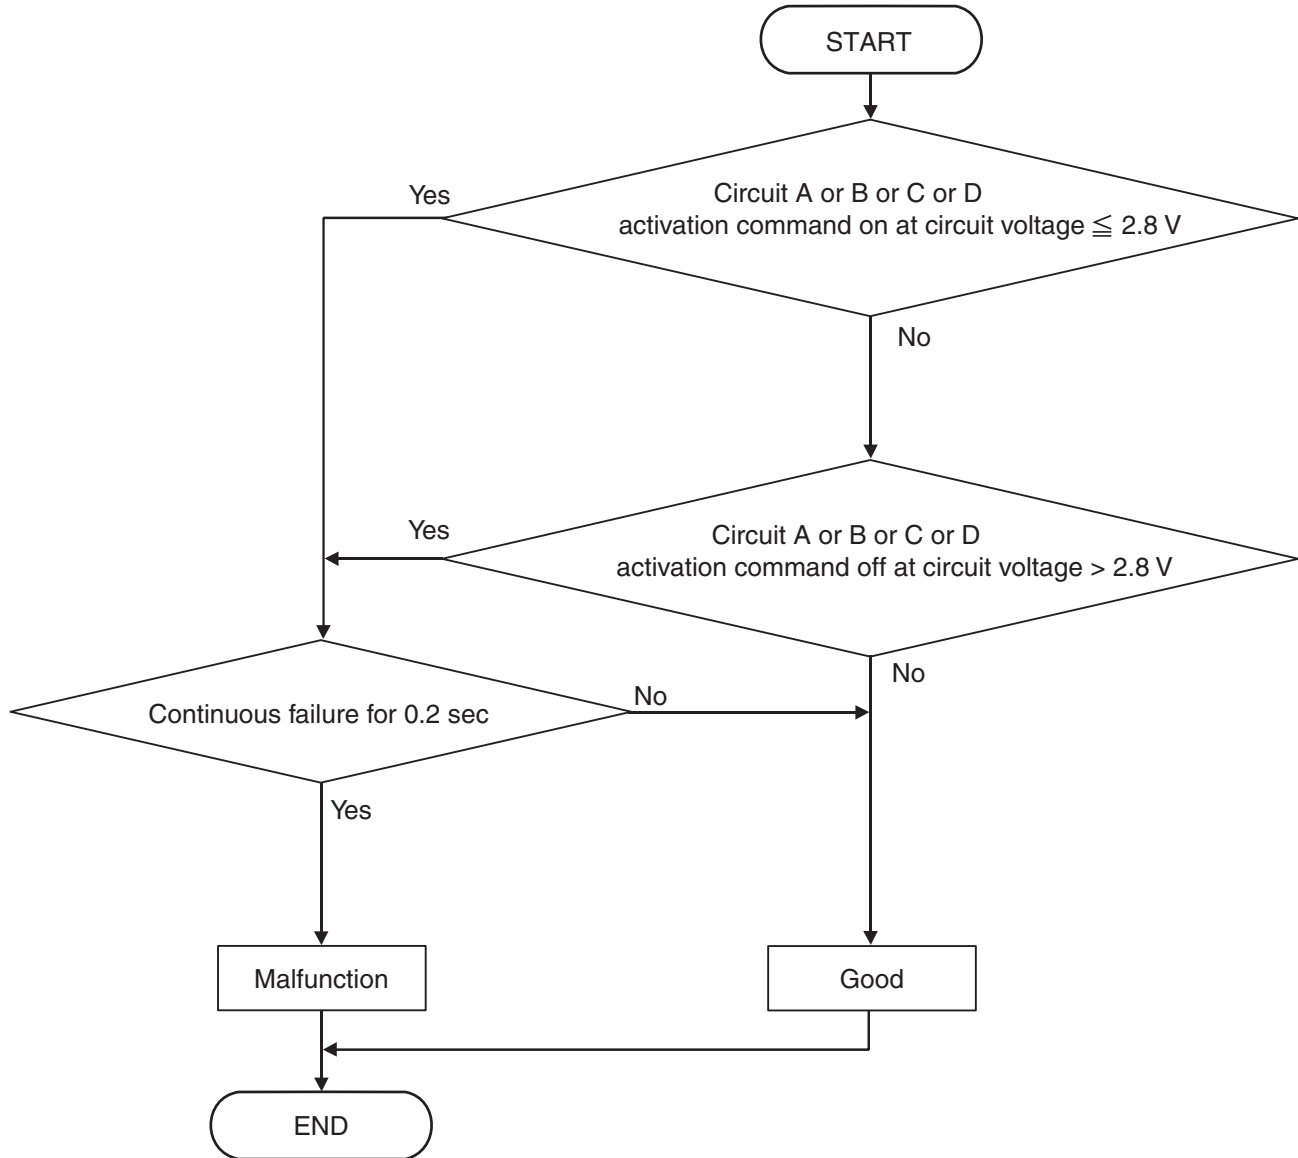 START
Yes
Circuit A or B or C or D
activation command on at circuit voltage ≦ 2.8 V
No
Yes
Circuit A or B or C or D
activation command off at circuit voltage > 2.8 V
No
Continuous failure for 0.2 sec
No
Yes
Malfunction
Good
END